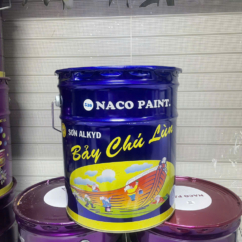 NACO PAINT.
SƠN ALKYD
Bảy Chú Lùn